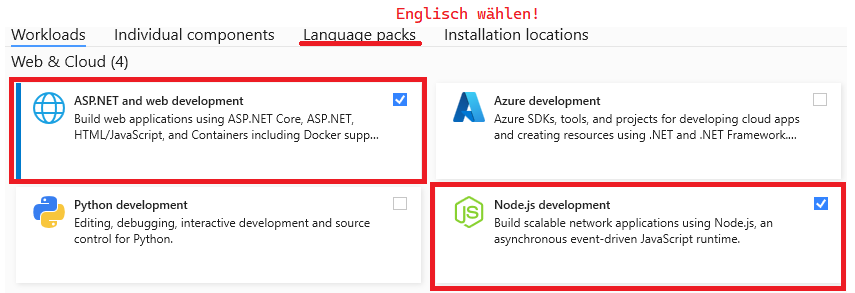 Englisch wählen!
Workloads Individual components Language packs Installation locations
Web & Cloud (4)
ASP.NET and web development
Build web applications using ASP.NET Core, ASP.NET,
HTML/JavaScript, and Containers including Docker supp...
Azure development
Azure SDKs, tools, and projects for developing cloud apps
and creating resources using .NET and .NET Framework....
Python development
Editing, debugging, interactive development and source
control for Python.
JS
Node.js development
Build scalable network applications using Node.js, an
asynchronous event-driven JavaScript runtime.